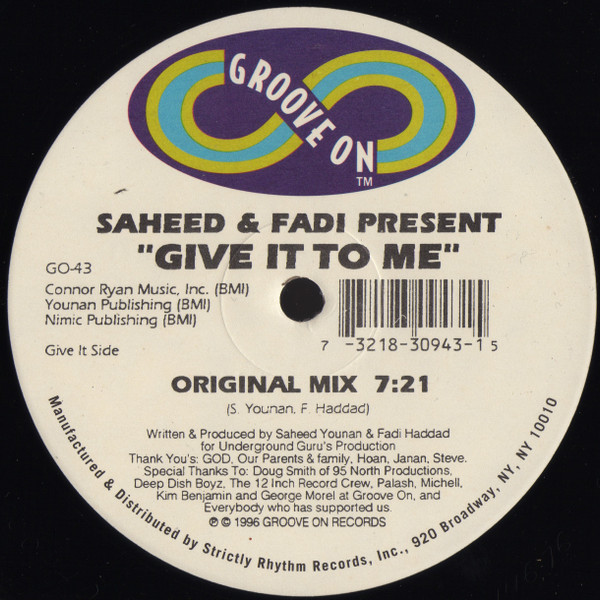 GROOVE ON
TM
SAHEED & FADI PRESENT
"GIVE IT TO ME"
GO-43
Connor Ryan Music, Inc. (BMI)
Younan Publishing (BMI)
Nimic Publishing (BMI)
Give It Side
7 -3218-30943-1 5
ORIGINAL MIX 7:21
(S. Younan. F. Haddad)
Written & Produced by Saheed Younan & Fadi Haddad
for Underground Guru's Production
Thank You's: GOD, Our Parents & family, Hoan, Janan, Steve.
Special Thanks To: Doug Smith of 95 North Productions,
Deep Dish Boyz, The 12 Inch Record Crew, Palash, Michell,
Kim Benjamin and George Morel at Groove On, and
Everybody who has supported us.
℗ © 1996 GROOVE ON RECORDS
Manufactured & Distributed by Strictly Rhythm Records, Inc., 920 Broadway, NY, NY 10010